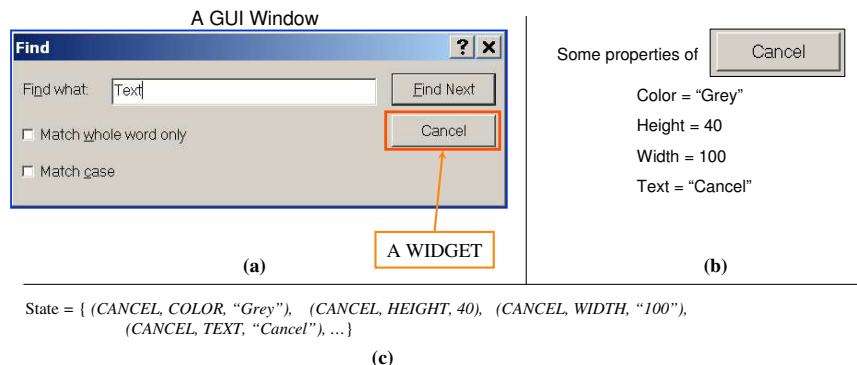 A GUI Window
Find
? X
Find what:
Text
Find Next
Match whole word only
Cancel
Match case
A WIDGET
(a)
Some properties of
Cancel
Color = “Grey”
Height = 40
Width = 100
Text = “Cancel”
(b)
State = { (CANCEL, COLOR, “Grey”), (CANCEL, HEIGHT, 40), (CANCEL, WIDTH, “100”),
(CANCEL, TEXT, “Cancel”), …}
(c)